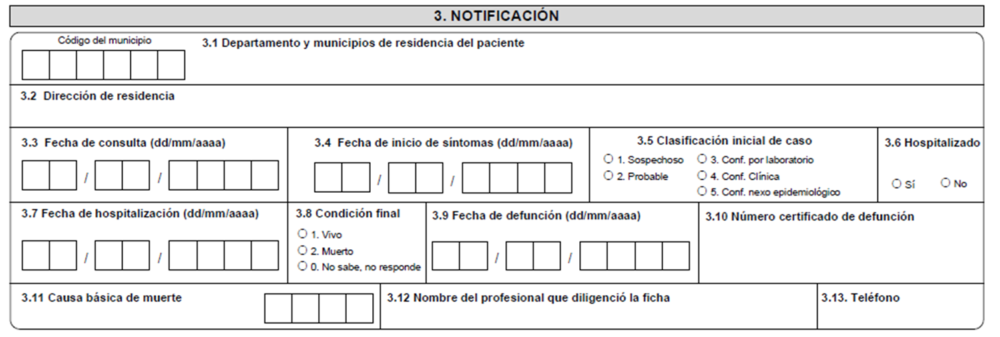 3. NOTIFICACIÓN
Código del municipio
3.1 Departamento y municipios de residencia del paciente
3.2 Dirección de residencia
3.3 Fecha de consulta (dd/mm/aaaa)
/ /
3.4 Fecha de inicio de síntomas (dd/mm/aaaa)
/ /
3.5 Clasificación inicial de caso
1. Sospechoso
2. Probable
3. Conf. por laboratorio
4. Conf. Clínica
5. Conf. nexo epidemiológico
3.6 Hospitalizado
Sí No
3.7 Fecha de hospitalización (dd/mm/aaaa)
/ /
3.8 Condición final
1. Vivo
2. Muerto
0. No sabe, no responde
3.9 Fecha de defunción (dd/mm/aaaa)
/ /
3.10 Número certificado de defunción
3.11 Causa básica de muerte
3.12 Nombre del profesional que diligenció la ficha
3.13. Teléfono